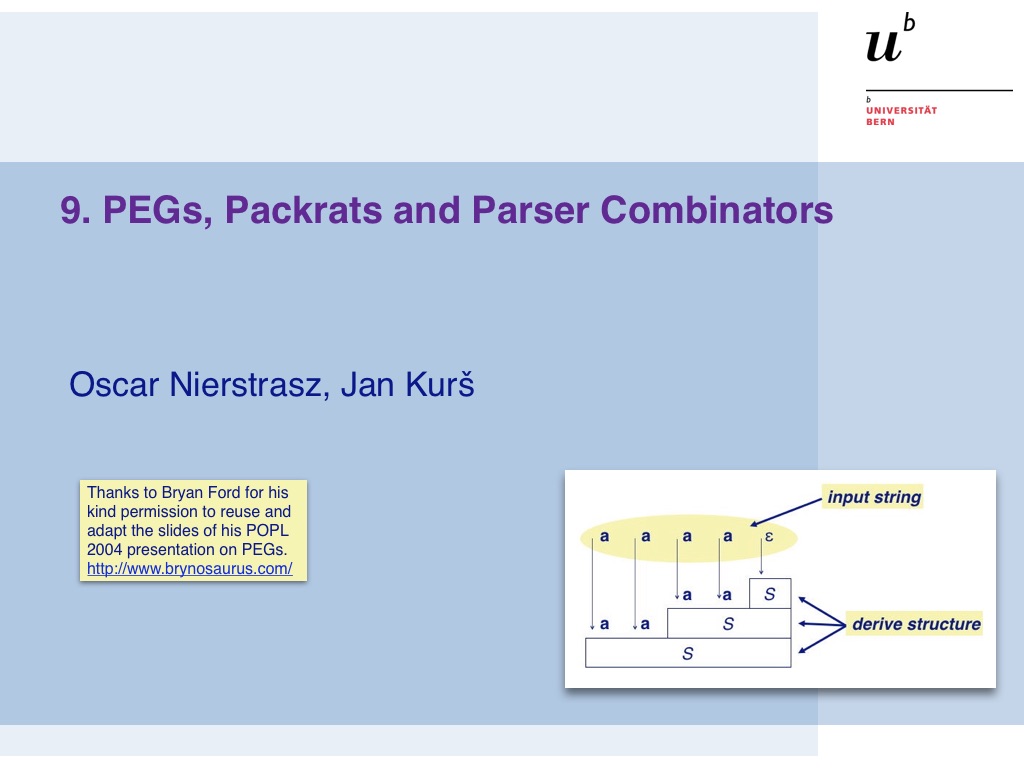 u^b
b
UNIVERSITÄT
BERN
9. PEGs, Packrats and Parser Combinators
Oscar Nierstrasz, Jan Kurš
Thanks to Bryan Ford for his
kind permission to reuse and
adapt the slides of his POPL
2004 presentation on PEGs.
http://www.brynosaurus.com/
input string
a a a a ε
a a S
a a S
derive structure
S